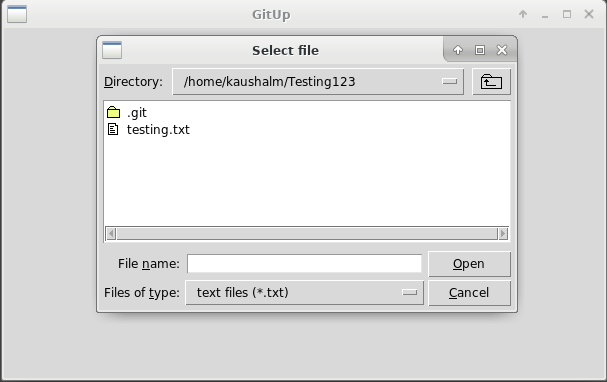 GitUp
Select file
Directory: /home/kaushalm/Testing123
.git
testing.txt
File name: Open
Files of type: text files (*.txt) Cancel